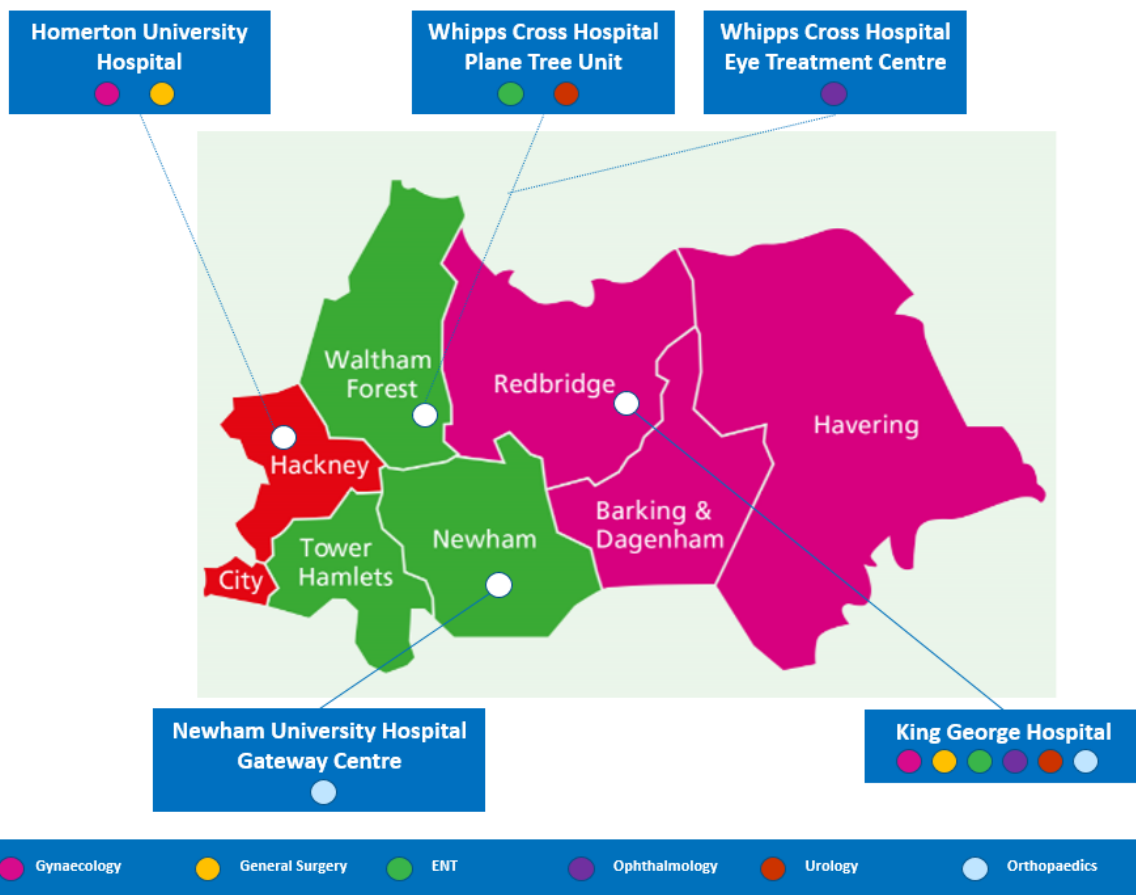 Homerton University
Hospital
Whipps Cross Hospital
Plane Tree Unit
Whipps Cross Hospital
Eye Treatment Centre
Waltham
Forest
Redbridge
Havering
Hackney
Barking &
Dagenham
Newham
Tower
Hamlets
City
Newham University Hospital
Gateway Centre
King George Hospital
Gynaecology
General Surgery
ENT
Ophthalmology
Urology
Orthopaedics